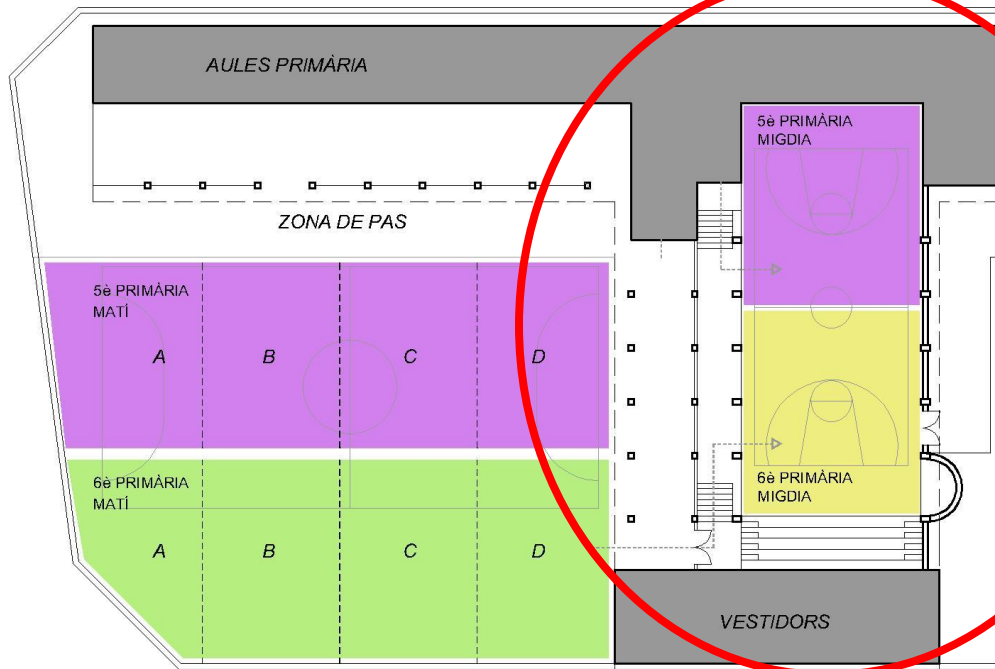 AULES PRIMÀRIA
5è PRIMÀRIA
MIGDIA
ZONA DE PAS
5è PRIMÀRIA
MATÍ
A
B
C
D
6è PRIMÀRIA
MATÍ
A
B
C
D
6è PRIMÀRIA
MIGDIA
VESTIDORS